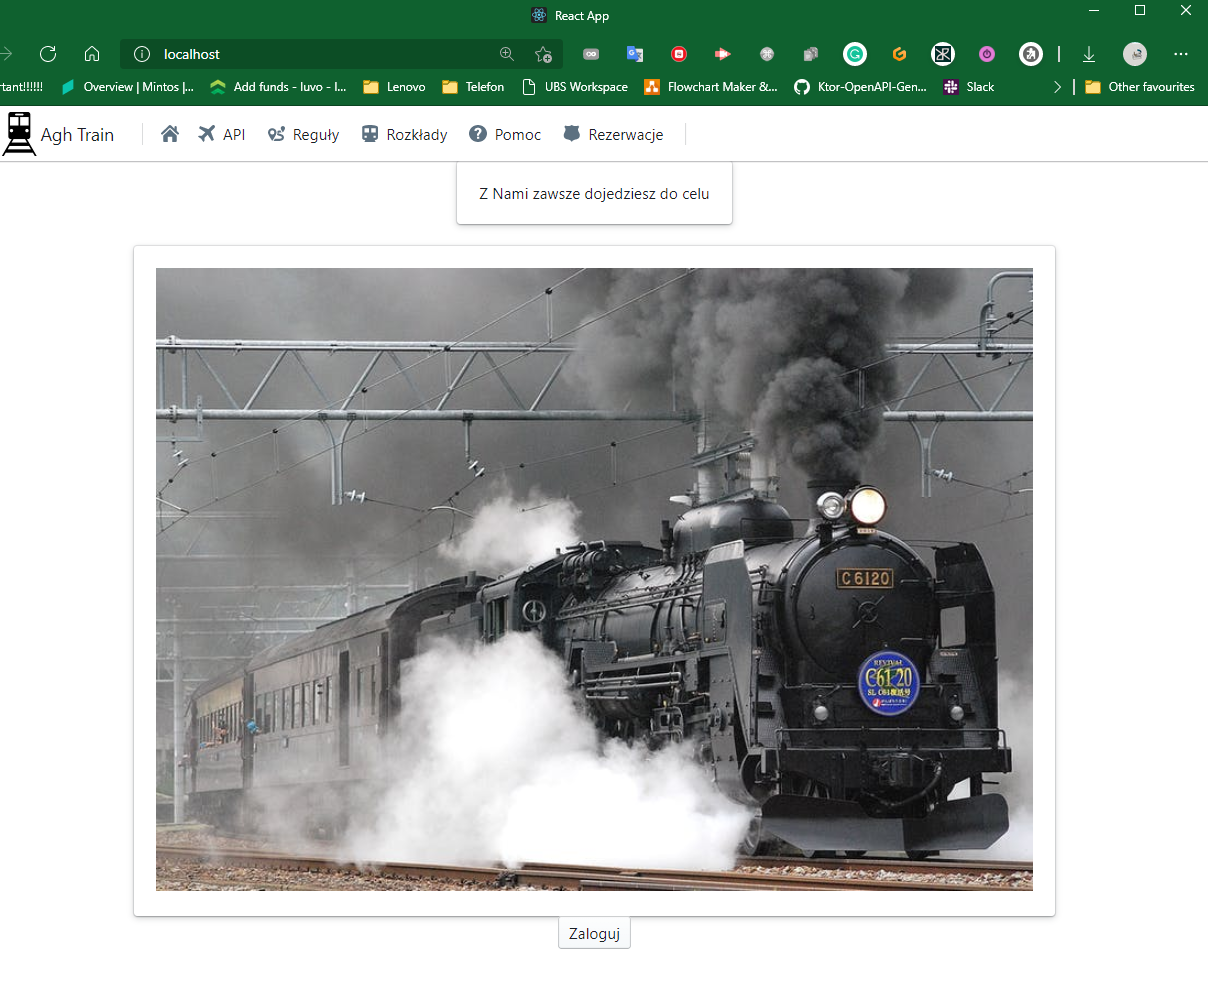 React App
localhost
rtant!!!!!!
Overview | Mintos |...
Add funds - Iuvo - I...
Lenovo
Telefon
UBS Workspace
Flowchart Maker &...
Ktor-OpenAPI-Gen...
Slack
Other favourites
Agh Train
API
Reguły
Rozkłady
Pomoc
Rezerwacje
Z Nami zawsze dojedziesz do celu
C 6120
REVIVAL
C61 20
SL C61復活号
Zaloguj